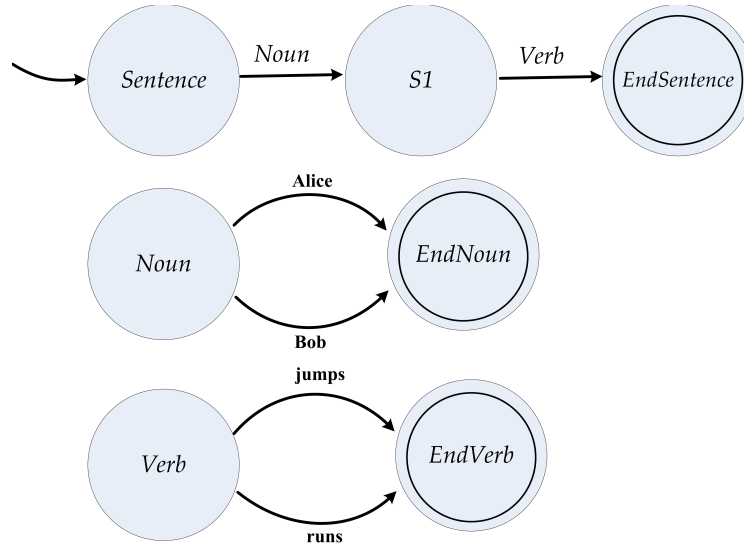 Noun
Verb
Sentence
S1
EndSentence
Alice
Noun
EndNoun
Bob
jumps
Verb
EndVerb
runs